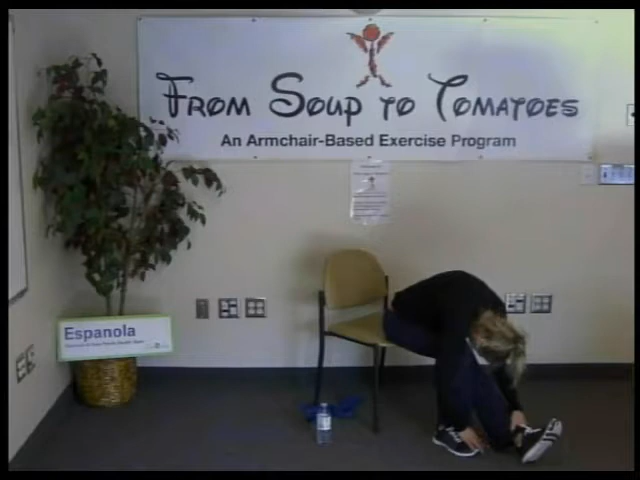 From Soup to Tomatoes
An Armchair-Based Exercise Program
Espanola